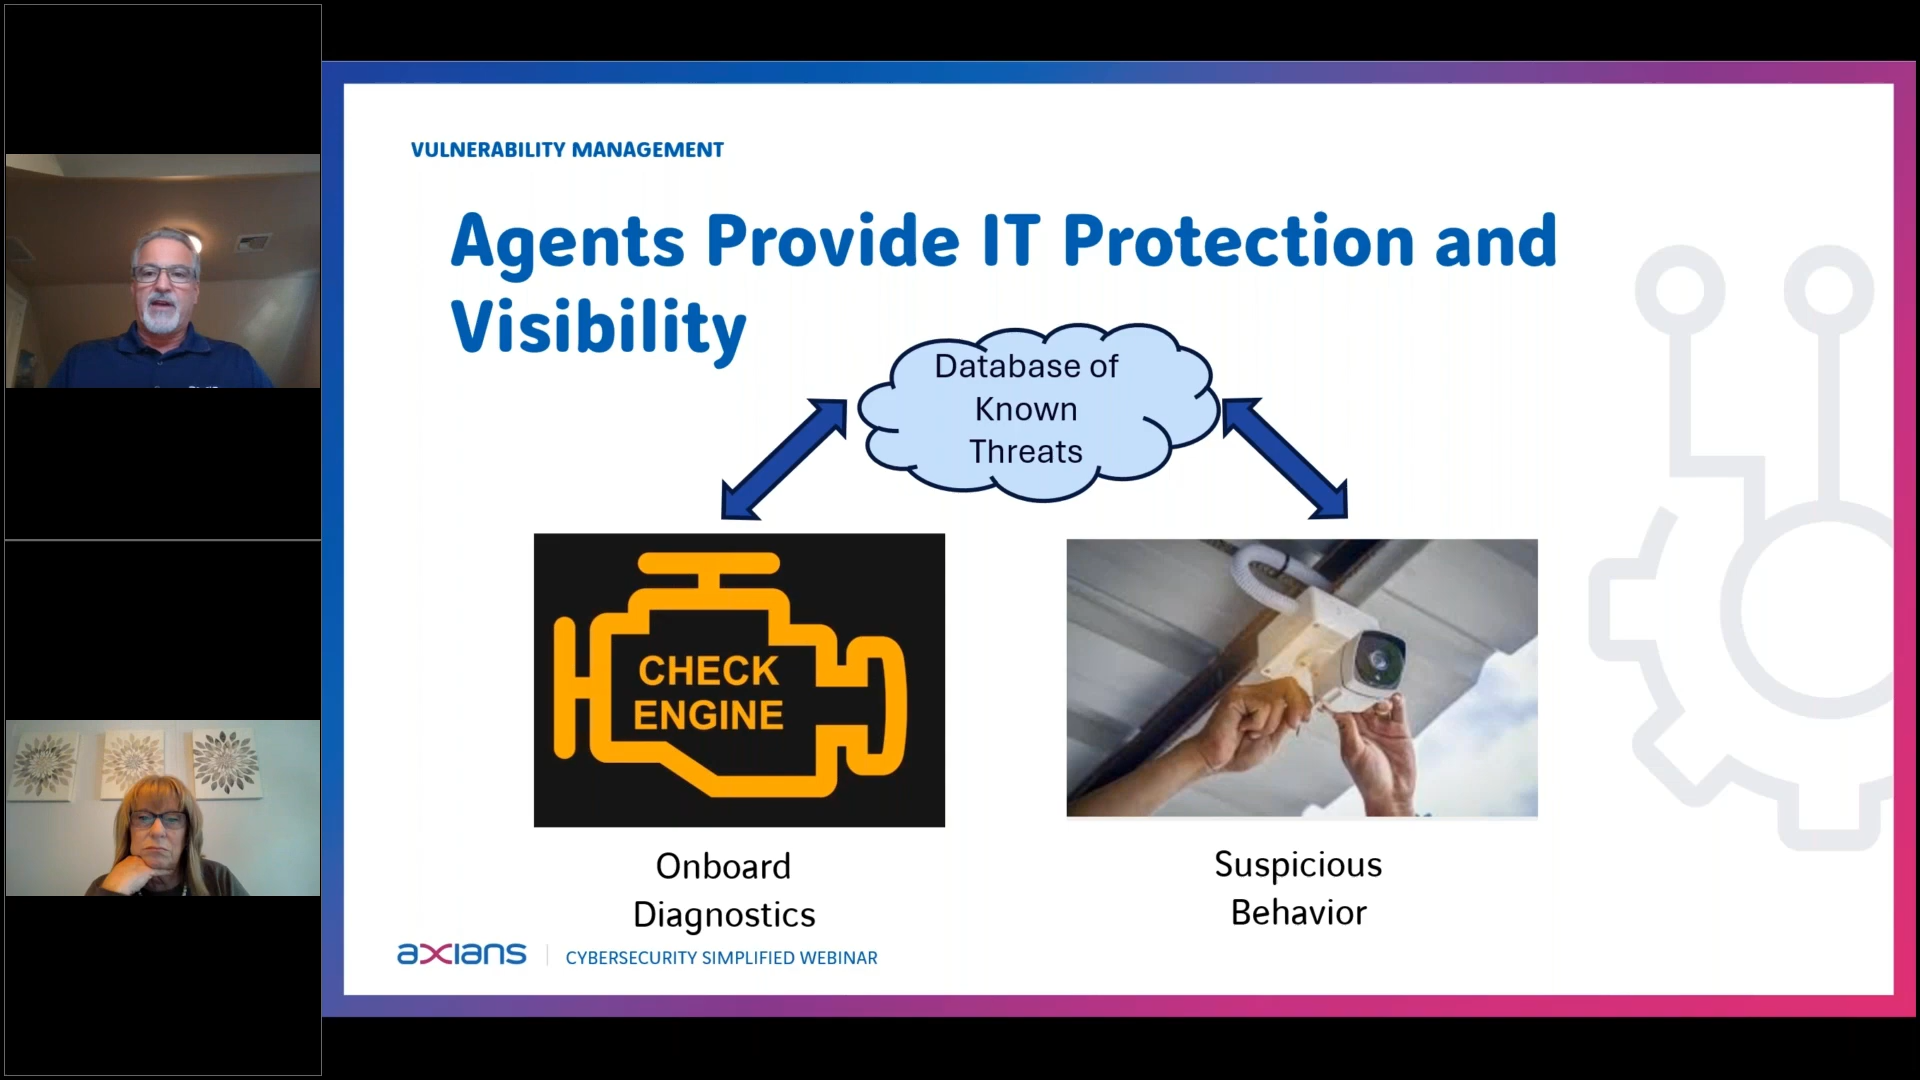 VULNERABILITY MANAGEMENT
Agents Provide IT Protection and
Visibility
Database of
Known
Threats
CHECK
ENGINE
Onboard
Diagnostics
Suspicious
Behavior
axians
CYBERSECURITY SIMPLIFIED WEBINAR